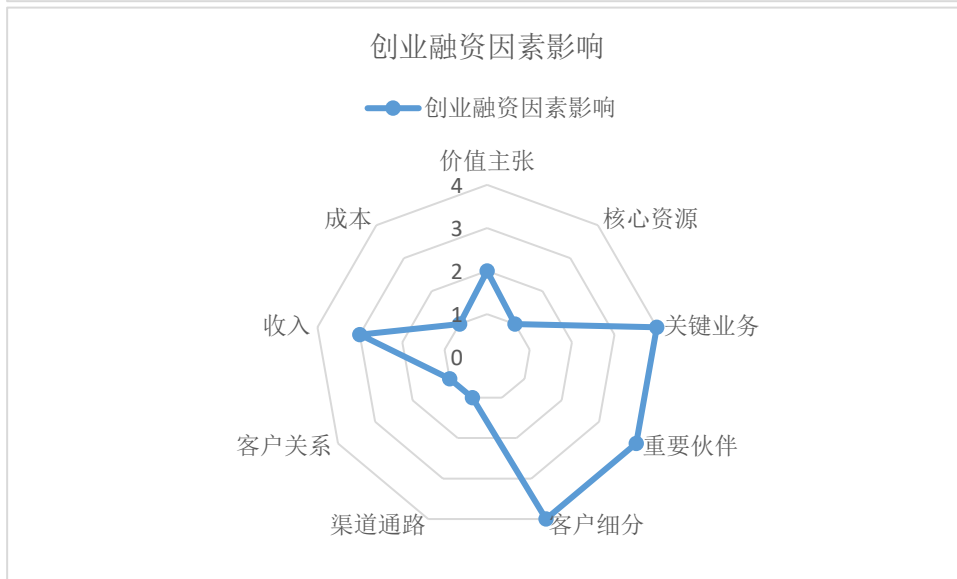 创业融资因素影响
创业融资因素影响
价值主张
4
成本
核心资源
3
2
1
收入
关键业务
0
客户关系
重要伙伴
渠道通路
客户细分